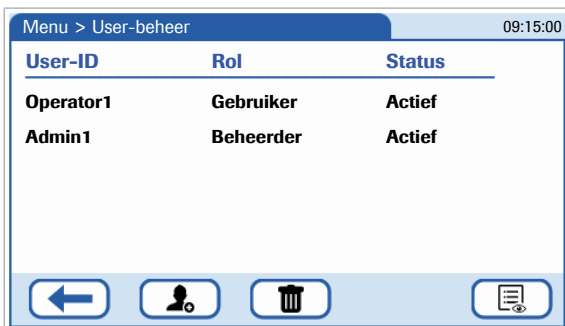 Menu > User-beheer 09:15:00
User-ID Rol Status
Operator1 Gebruiker Actief
Admin1 Beheerder Actief